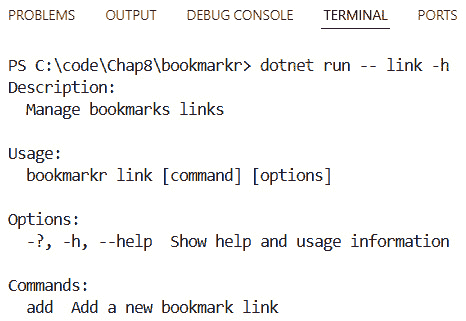 PROBLEMS OUTPUT DEBUG CONSOLE TERMINAL PORTS
PS C:\code\Chap8\bookmarkr> dotnet run -- link -h
Description:
  Manage bookmarks links

Usage:
  bookmarkr link [command] [options]

Options:
  -?, -h, --help  Show help and usage information

Commands:
  add  Add a new bookmark link